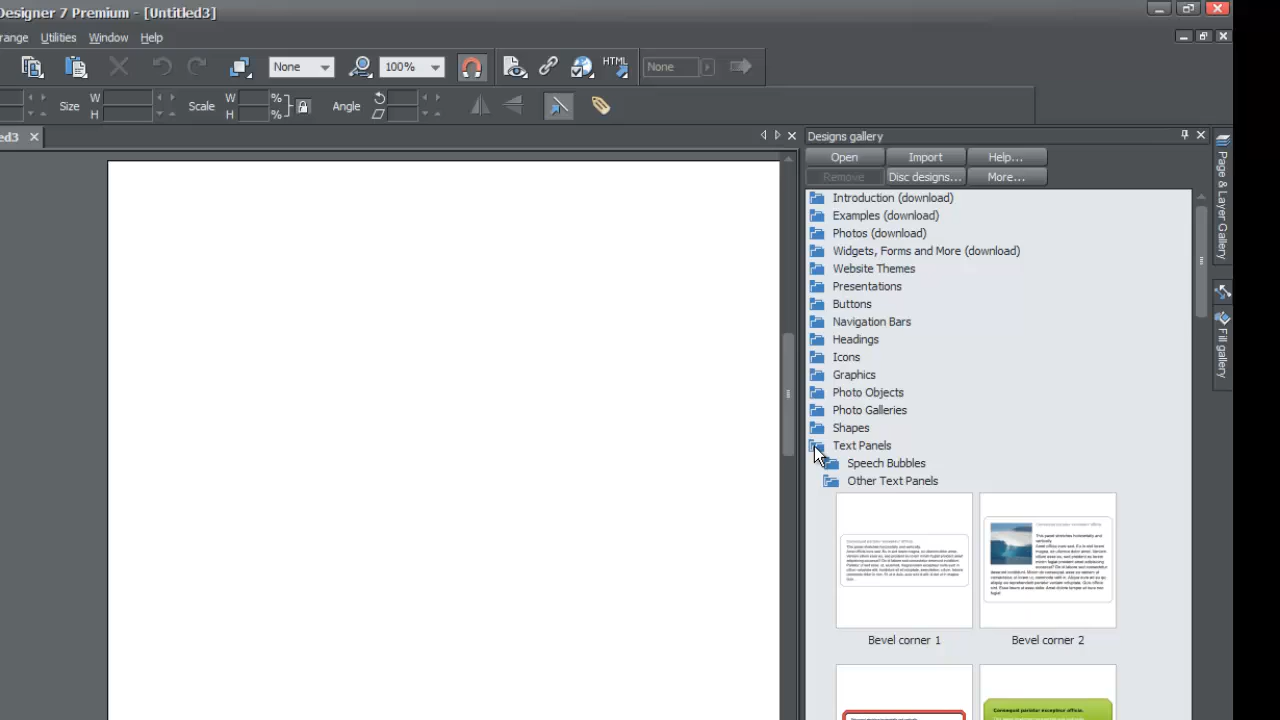 Designer 7 Premium - [Untitled3]
range Utilities Window Help
None 100% HTML None
Size W H Scale W H % % Angle
ed3
Designs gallery
Open Import Help...
Remove Disc designs... More...
Introduction (download)
Examples (download)
Photos (download)
Widgets, Forms and More (download)
Website Themes
Presentations
Buttons
Navigation Bars
Headings
Icons
Graphics
Photo Objects
Photo Galleries
Shapes
Text Panels
Speech Bubbles
Other Text Panels
Bevel corner 1
Bevel corner 2
Page & Layer Gallery
Fill gallery